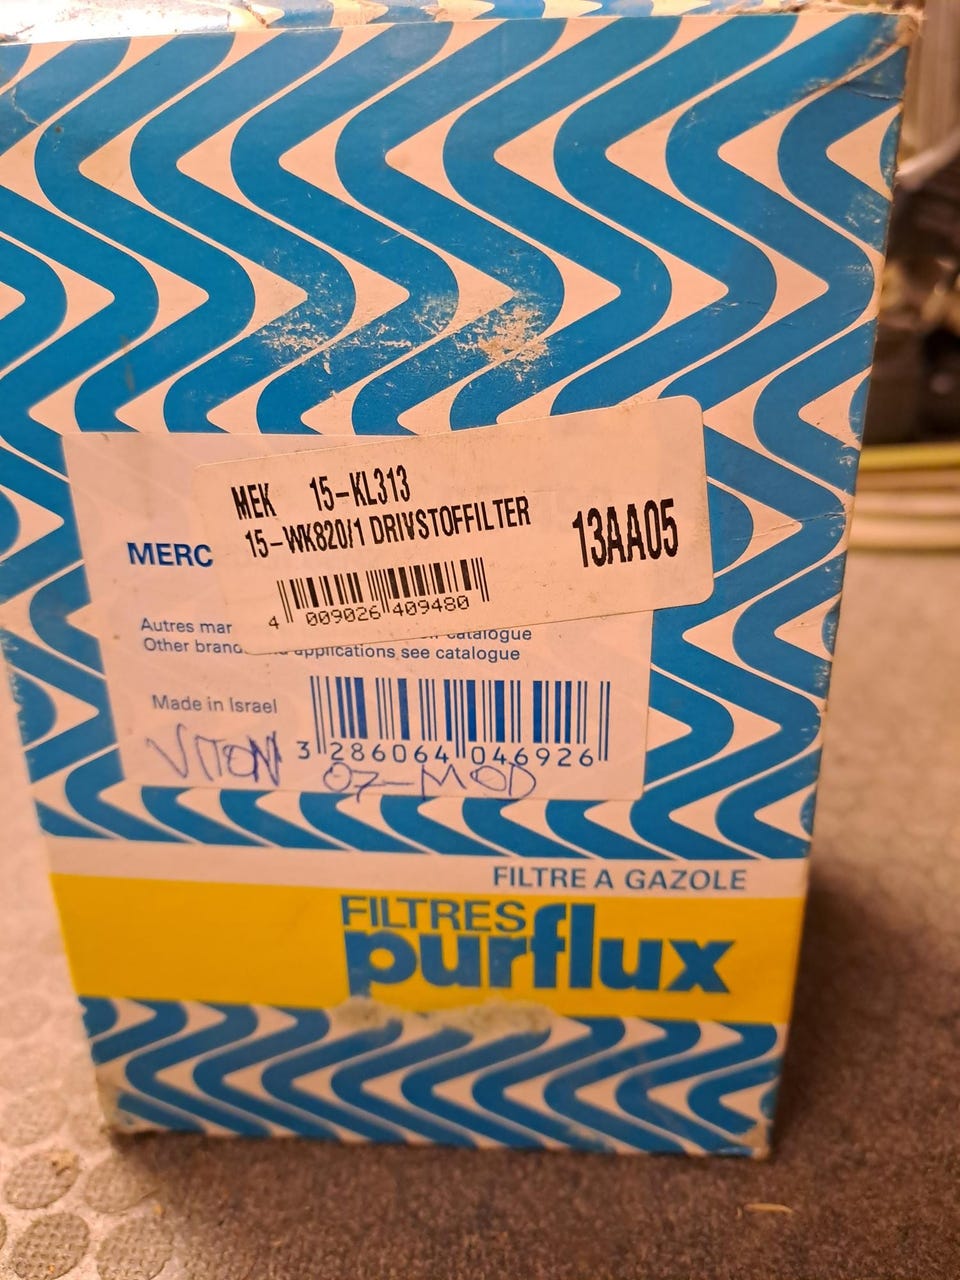 MEK 15-KL313
15-WK820/1 DRIVSTOFFILTER
13AA05
4 009026 409480
MERC
Autres mar catalogue
Other brand applications see catalogue
Made in Israel
3 286064 046926
VITON
07-MOD
FILTRE A GAZOLE
FILTRES
purflux